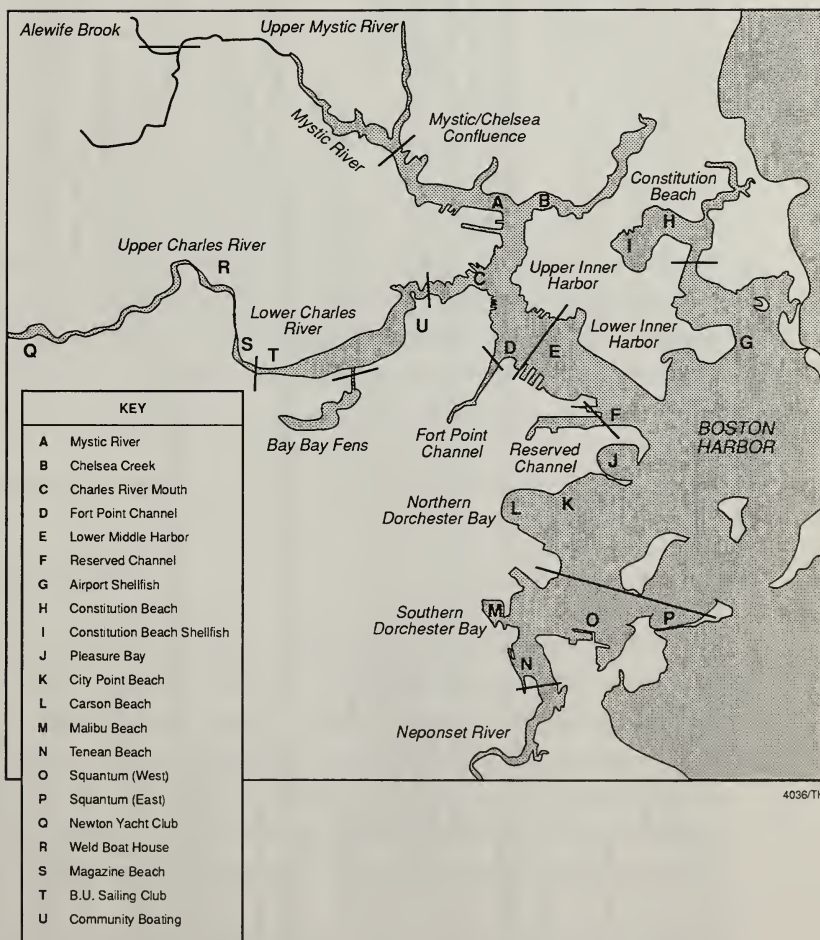 Alewife Brook
Upper Mystic River
Mystic River
Mystic/Chelsea
Confluence
A
B
Constitution
Beach
H
I
Upper Charles River
R
Q
Lower Charles
River
S
T
U
C
Upper Inner
Harbor
D
E
Lower Inner
Harbor
G
Bay Bay Fens
Fort Point
Channel
Reserved
Channel
F
J
BOSTON
HARBOR
Northern
Dorchester Bay
L
K
Southern
Dorchester Bay
M
O
P
N
Neponset River
KEY
A Mystic River
B Chelsea Creek
C Charles River Mouth
D Fort Point Channel
E Lower Middle Harbor
F Reserved Channel
G Airport Shellfish
H Constitution Beach
I Constitution Beach Shellfish
J Pleasure Bay
K City Point Beach
L Carson Beach
M Malibu Beach
N Tenean Beach
O Squantum (West)
P Squantum (East)
Q Newton Yacht Club
R Weld Boat House
S Magazine Beach
T B.U. Sailing Club
U Community Boating